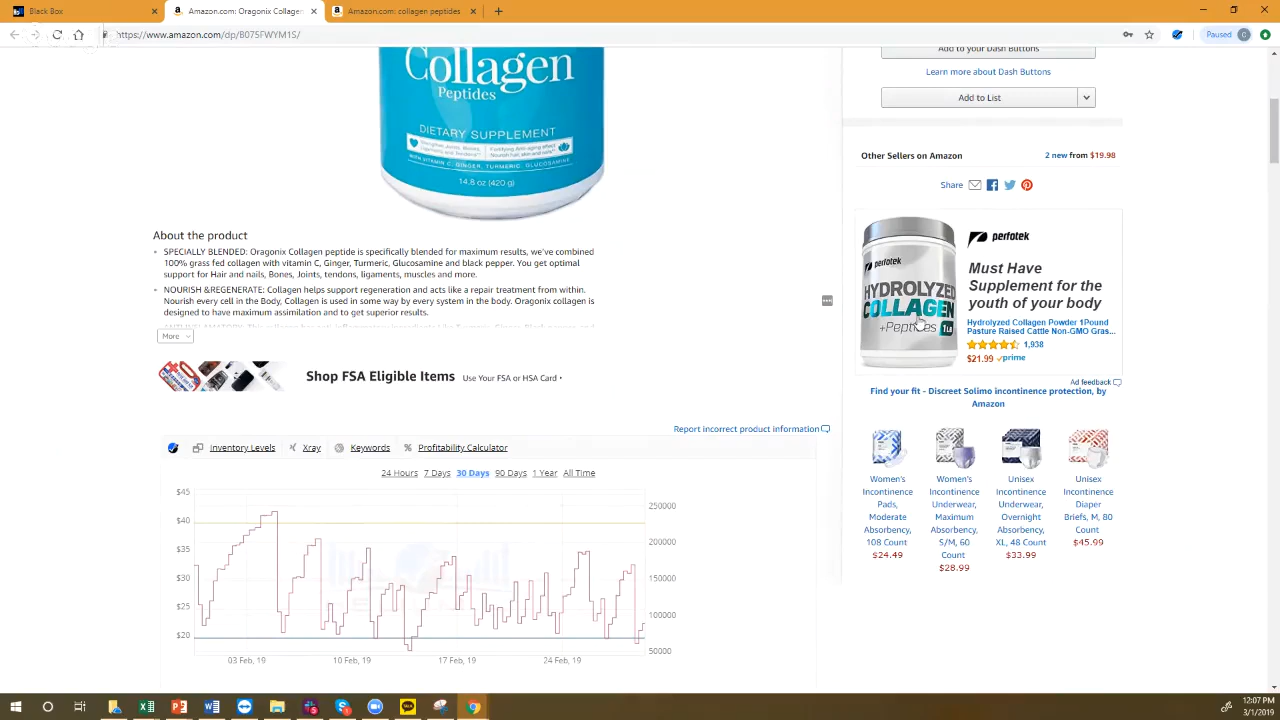 Black Box
Amazon.com: Oragonix Collagen
Amazon.com: collagen peptides
https://www.amazon.com/dp/B075FWYM1S/
Paused
G
Collagen
Peptides
DIETARY SUPPLEMENT
WITH VITAMIN C, GINGER, TURMERIC, GLUCOSAMINE
14.8 oz (420 g)
Add to your Dash Buttons
Learn more about Dash Buttons
Add to List
Other Sellers on Amazon
2 new from $19.98
Share
perfotek
HYDROLYZED
COLLAGEN
+Peptides
perfotek
Must Have
Supplement for the
youth of your body
Hydrolyzed Collagen Powder 1Pound
Pasture Raised Cattle Non-GMO Gras...
1,938
$21.99 prime
Ad feedback
Find your fit - Discreet Solimo incontinence protection, by
Amazon
Women's
Incontinence
Pads,
Moderate
Absorbency,
108 Count
$24.49
Women's
Incontinence
Underwear,
Maximum
Absorbency,
S/M, 60
Count
$28.99
Unisex
Incontinence
Underwear,
Overnight
Absorbency,
XL, 48 Count
$33.99
Unisex
Incontinence
Diaper
Briefs, M, 80
Count
$45.99
About the product
SPECIALLY BLENDED: Oragonix Collagen peptide is specifically blended for maximum results, we've combined
100% grass fed collagen with vitamin C, Ginger, Turmeric, Glucosamine and black pepper. You get optimal
support for Hair and nails, Bones, Joints, tendons, ligaments, muscles and more.
NOURISH &REGENERATE: Collagen helps support regeneration and acts like a repair treatment from within.
Nourish every cell in the Body, Collagen is used in some way by every system in the body. Oragonix collagen is
designed to have maximum assimilation and to get superior results.
More
Shop FSA Eligible Items Use Your FSA or HSA Card
Report incorrect product information
Inventory Levels
Xray
Keywords
Profitability Calculator
24 Hours 7 Days 30 Days 90 Days 1 Year All Time
$45
$40
$35
$30
$25
$20
250000
200000
150000
100000
50000
03 Feb, 19
10 Feb, 19
17 Feb, 19
24 Feb, 19
12:07 PM
3/1/2019